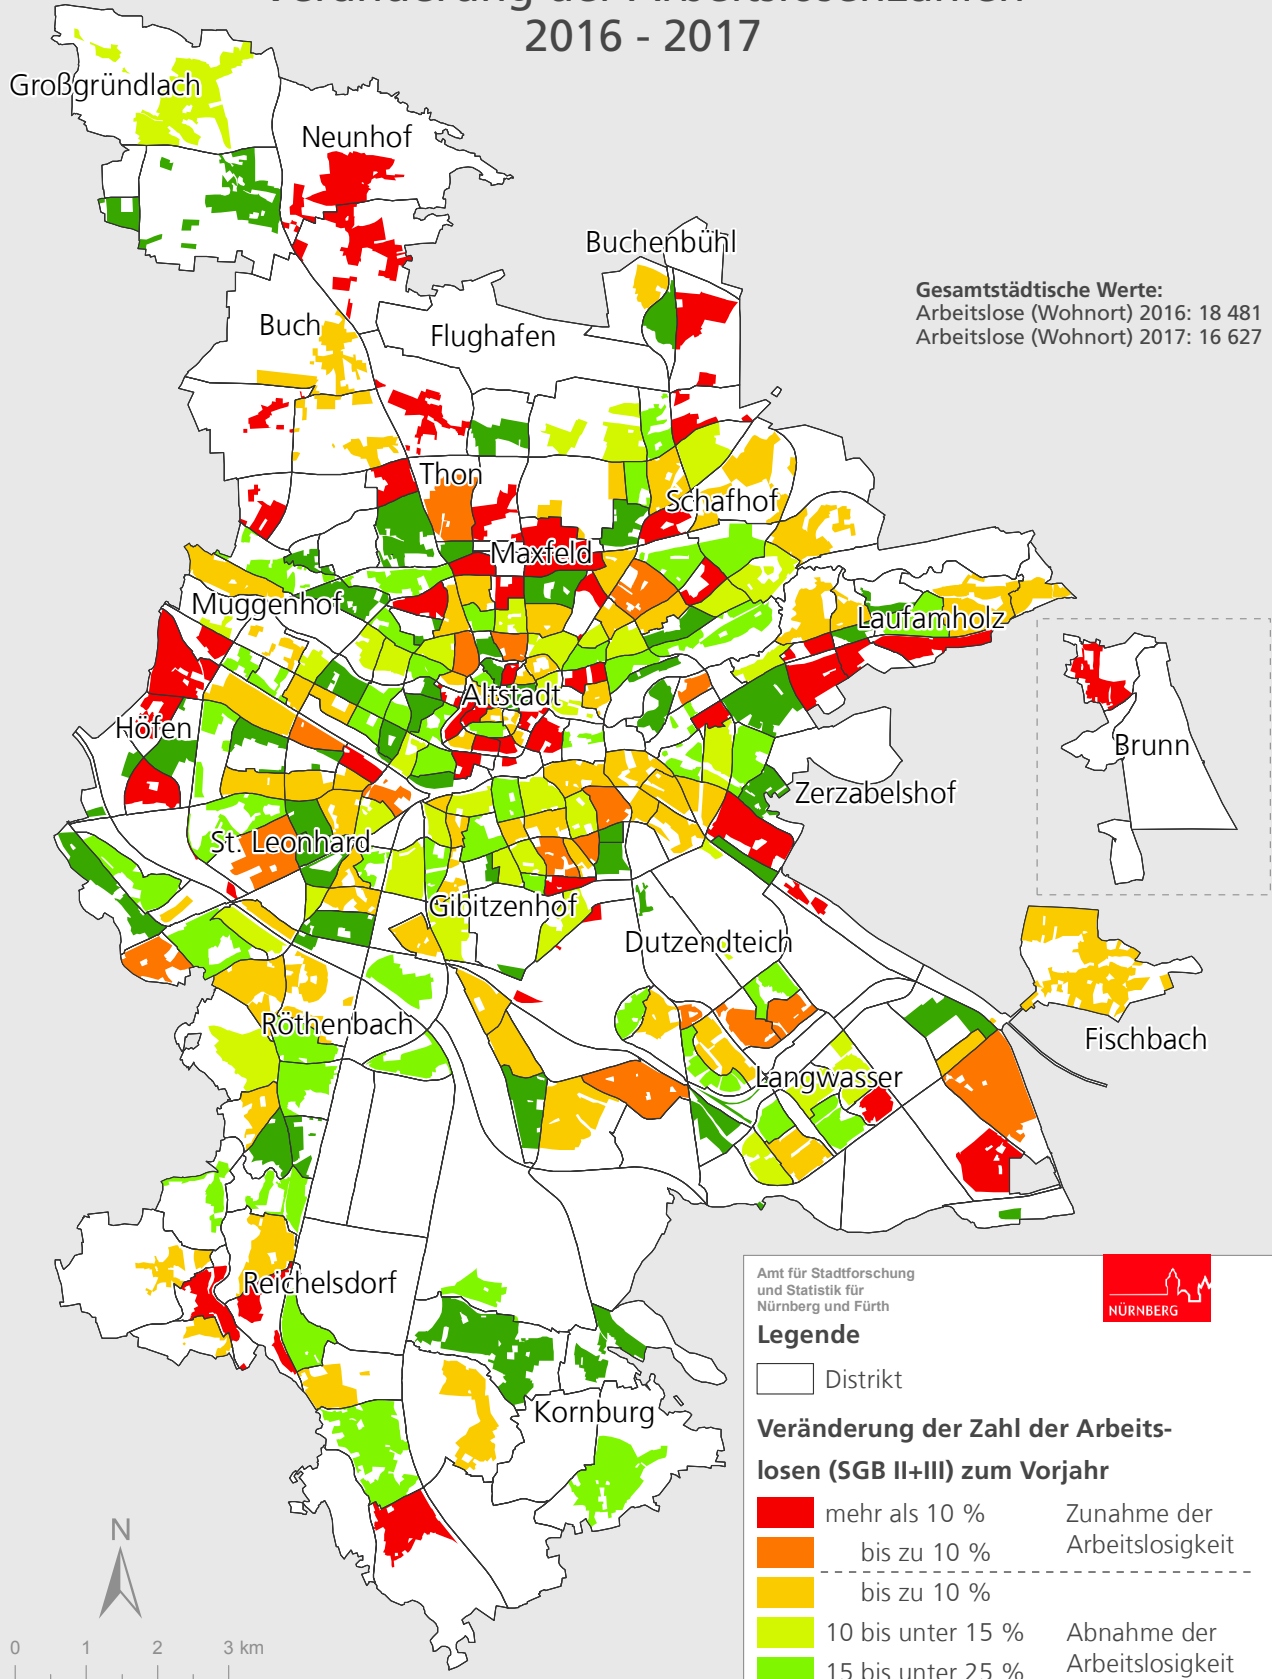 Veränderung der Arbeitslosenzahlen
2016 - 2017
Großgründlach
Neunhof
Buchenbühl
Gesamtstädtische Werte:
Arbeitslose (Wohnort) 2016: 18 481
Arbeitslose (Wohnort) 2017: 16 627
Buch
Flughafen
Thon
Schafhof
Maxfeld
Muggenhof
Laufamholz
Altstadt
Höfen
Brunn
Zerzabelshof
St. Leonhard
Gibitzenhof
Dutzendteich
Röthenbach
Fischbach
Langwasser
Reichelsdorf
Kornburg
Amt für Stadtforschung
und Statistik für
Nürnberg und Fürth
NÜRNBERG
Legende
Distrikt
Veränderung der Zahl der Arbeits-
losen (SGB II+III) zum Vorjahr
mehr als 10 % Zunahme der
bis zu 10 % Arbeitslosigkeit
bis zu 10 %
10 bis unter 15 % Abnahme der
15 bis unter 25 % Arbeitslosigkeit
N
0 1 2 3 km